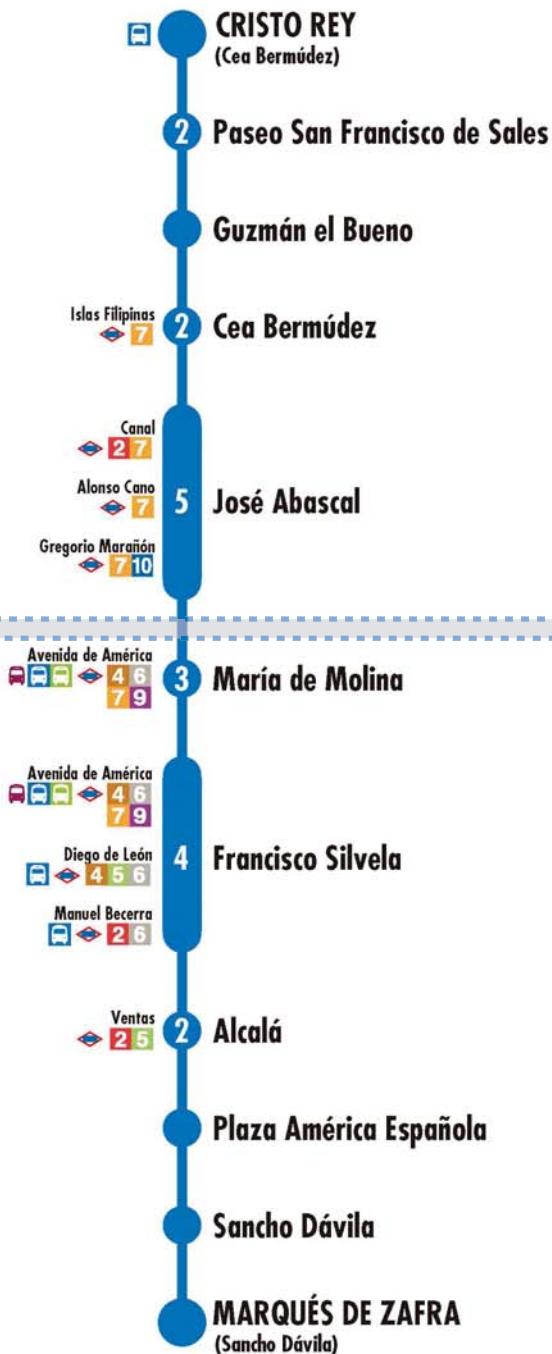 CRISTO REY
(Cea Bermúdez)
2 Paseo San Francisco de Sales
Guzmán el Bueno
Islas Filipinas
7
2 Cea Bermúdez
Canal
2 7
Alonso Cano
7
5 José Abascal
Gregorio Marañón
7 10
Avenida de América
4 6
7 9
3 María de Molina
Avenida de América
4 6
7 9
Diego de León
4 5 6
4 Francisco Silvela
Manuel Becerra
2 6
Ventas
2 5
2 Alcalá
Plaza América Española
Sancho Dávila
MARQUÉS DE ZAFRA
(Sancho Dávila)